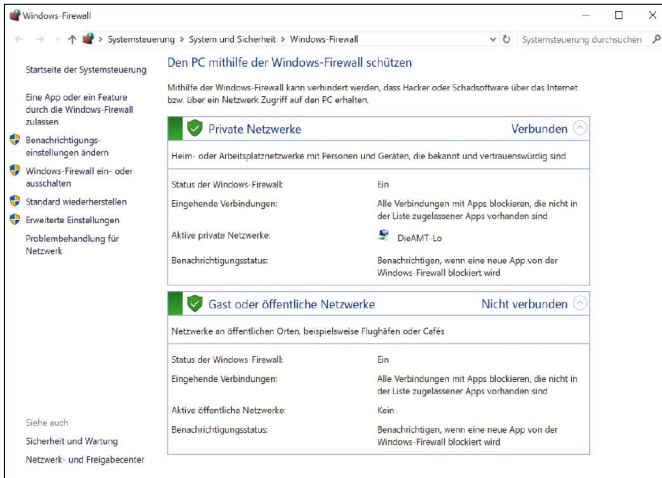 Windows-Firewall
Systemsteuerung > System und Sicherheit > Windows-Firewall
Systemsteuerung durchsuchen
Startseite der Systemsteuerung
Eine App oder ein Feature
durch die Windows-Firewall
zulassen
Benachrichtigungs-
einstellungen ändern
Windows-Firewall ein- oder
ausschalten
Standard wiederherstellen
Erweiterte Einstellungen
Problembehandlung für
Netzwerk
Siehe auch
Sicherheit und Wartung
Netzwerk- und Freigabecenter
Den PC mithilfe der Windows-Firewall schützen
Mithilfe der Windows-Firewall kann verhindert werden, dass Hacker oder Schadsoftware über das Internet
bzw. über ein Netzwerk Zugriff auf den PC erhalten.
Private Netzwerke Verbunden
Heim- oder Arbeitsplatznetzwerke mit Personen und Geräten, die bekannt und vertrauenswürdig sind
Status der Windows-Firewall: Ein
Eingehende Verbindungen: Alle Verbindungen mit Apps blockieren, die nicht in
der Liste zugelassener Apps vorhanden sind
Aktive private Netzwerke: DieAMT-Lo
Benachrichtigungsstatus: Benachrichtigen, wenn eine neue App von der
Windows-Firewall blockiert wird
Gast oder öffentliche Netzwerke Nicht verbunden
Netzwerke an öffentlichen Orten, beispielsweise Flughäfen oder Cafés
Status der Windows-Firewall: Ein
Eingehende Verbindungen: Alle Verbindungen mit Apps blockieren, die nicht in
der Liste zugelassener Apps vorhanden sind
Aktive öffentliche Netzwerke: Kein
Benachrichtigungsstatus: Benachrichtigen, wenn eine neue App von der
Windows-Firewall blockiert wird